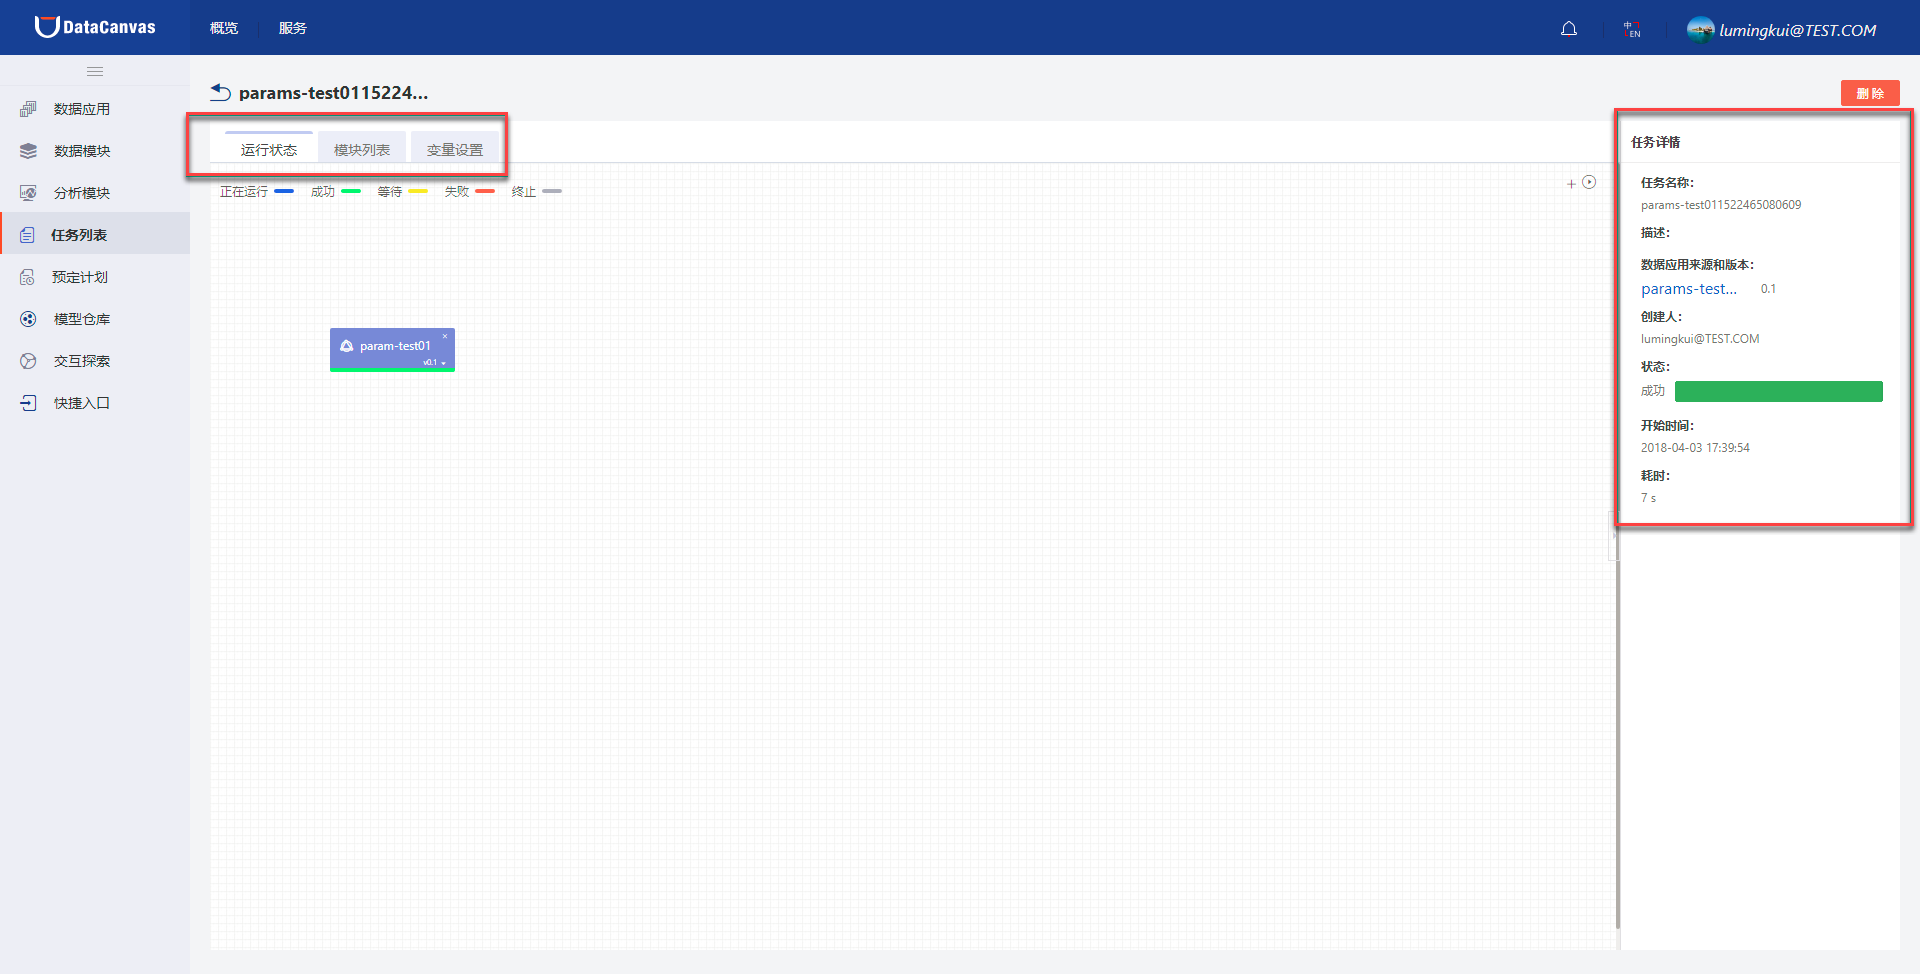 DataCanvas
概览
服务
中
EN
lumingkui@TEST.COM
数据应用
数据模块
分析模块
任务列表
预定计划
模型仓库
交互探索
快捷入口
params-test0115224...
删除
运行状态
模块列表
变量设置
正在运行
成功
等待
失败
终止
param-test01
v0.1
任务详情
任务名称：
params-test011522465080609
描述：
数据应用来源和版本：
params-test... 0.1
创建人：
lumingkui@TEST.COM
状态：
成功
开始时间：
2018-04-03 17:39:54
耗时：
7 s